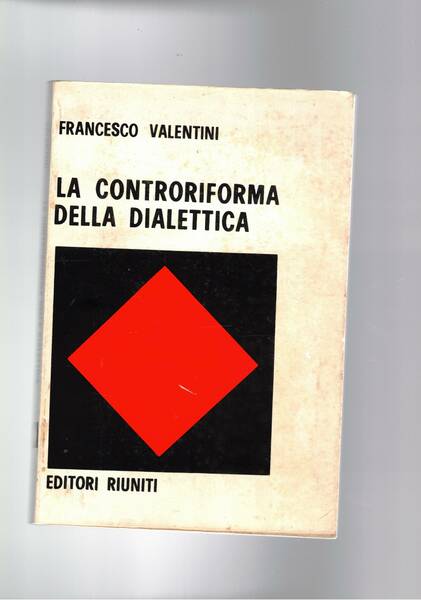 FRANCESCO VALENTINI
LA CONTRORIFORMA
DELLA DIALETTICA
EDITORI RIUNITI